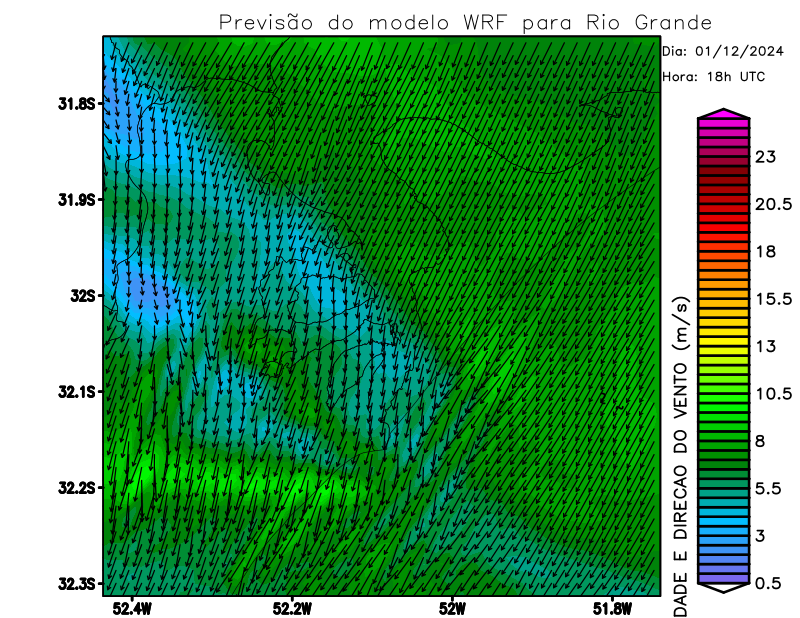 Previsão do modelo WRF para Rio Grande
Dia: 01/12/2024
Hora: 18h UTC
31.8S
31.9S
32S
32.1S
32.2S
32.3S
52.4W
52.2W
52W
51.8W
23
20.5
18
15.5
13
10.5
8
5.5
3
0.5
DADE E DIRECAO DO VENTO (m/s)